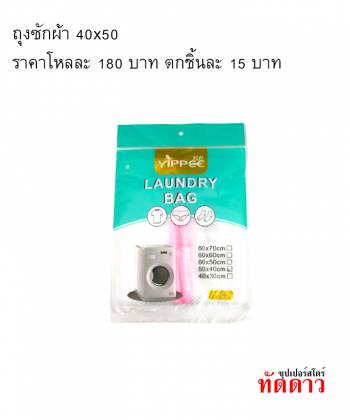 ถุงซักผ้า 40x50
ราคาโหลละ 180 บาท ตกชิ้นละ 15 บาท
YIPPEE
LAUNDRY
BAG
60x70cm
60x60cm
60x50cm
50x40cm
40x30cm
ซุปเปอร์สโตร์
ทัดดาว